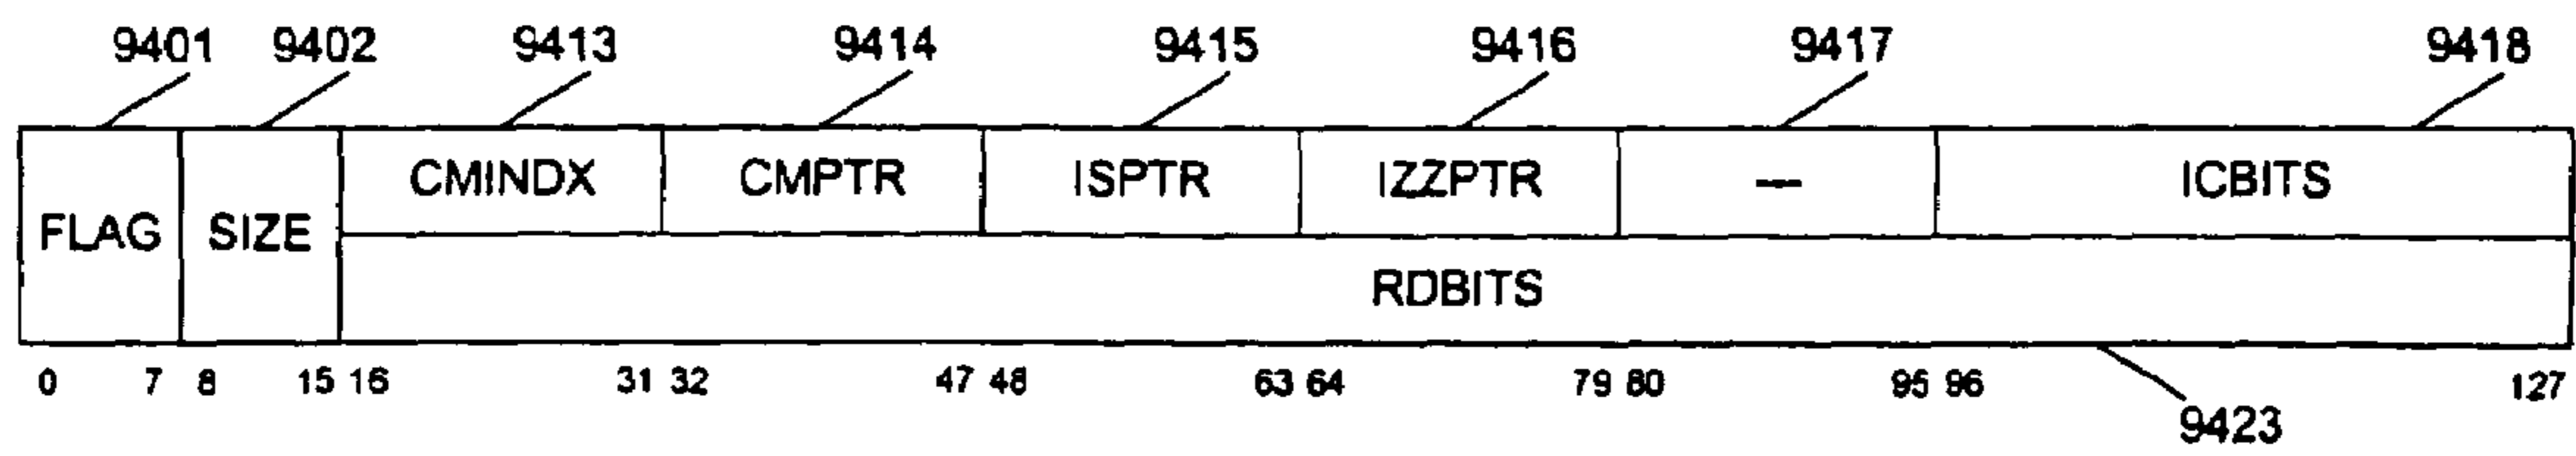 9401 9402 9413 9414 9415 9416 9417 9418
CMINDX CMPTR ISPTR IZZPTR — ICBITS
FLAG SIZE
RDBITS
0 7 8 15 16 31 32 47 48 63 64 79 80 95 96 127
9423